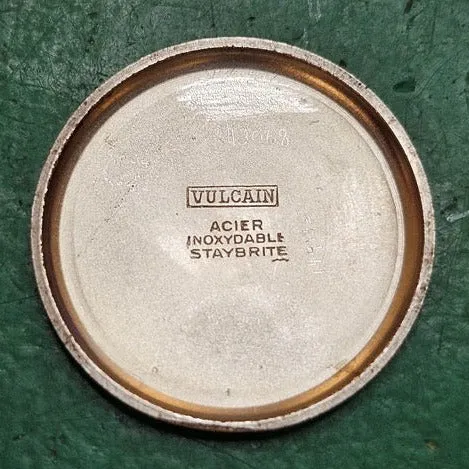 VULCAIN
ACIER
INOXYDABLE
STAYBRITE